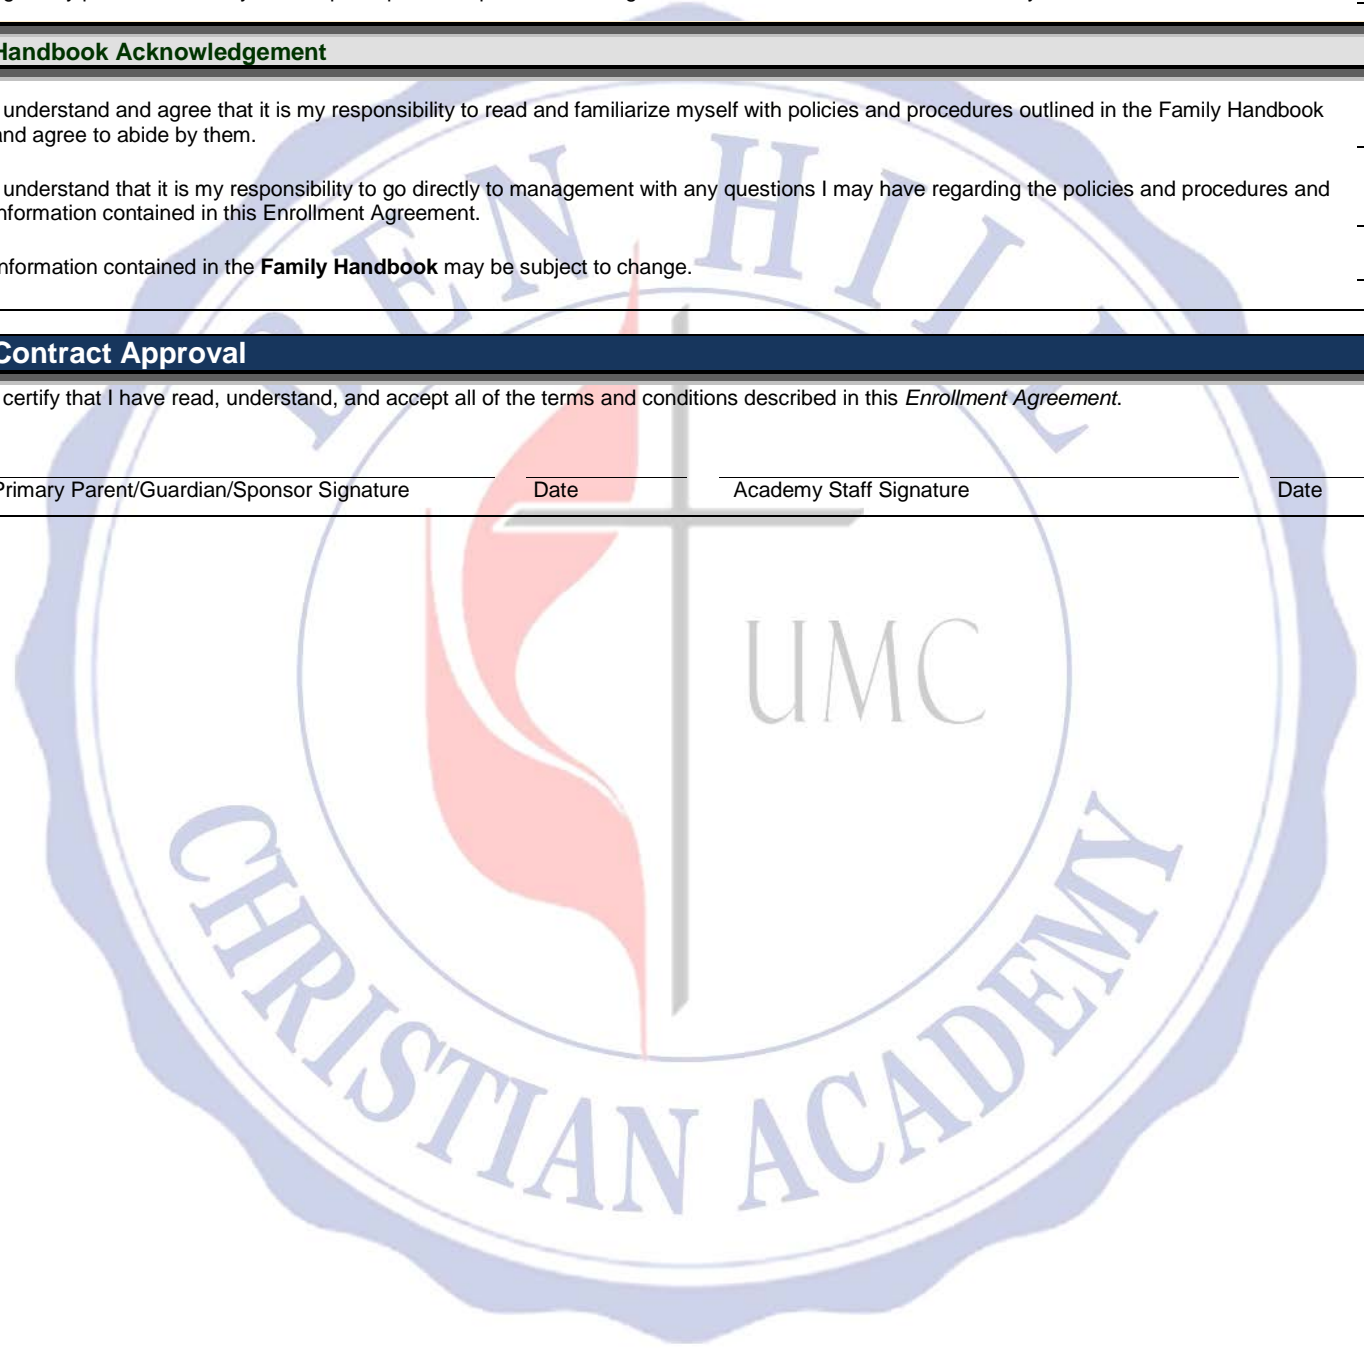 Handbook Acknowledgement
understand and agree that it is my responsibility to read and familiarize myself with policies and procedures outlined in the Family Handbook
and agree to abide by them.
understand that it is my responsibility to go directly to management with any questions I may have regarding the policies and procedures and
information contained in this Enrollment Agreement.
Information contained in the Family Handbook may be subject to change.
Contract Approval
certify that I have read, understand, and accept all of the terms and conditions described in this Enrollment Agreement.
Primary Parent/Guardian/Sponsor Signature Date Academy Staff Signature Date
BEN HILL
UMC
CHRISTIAN ACADEMY